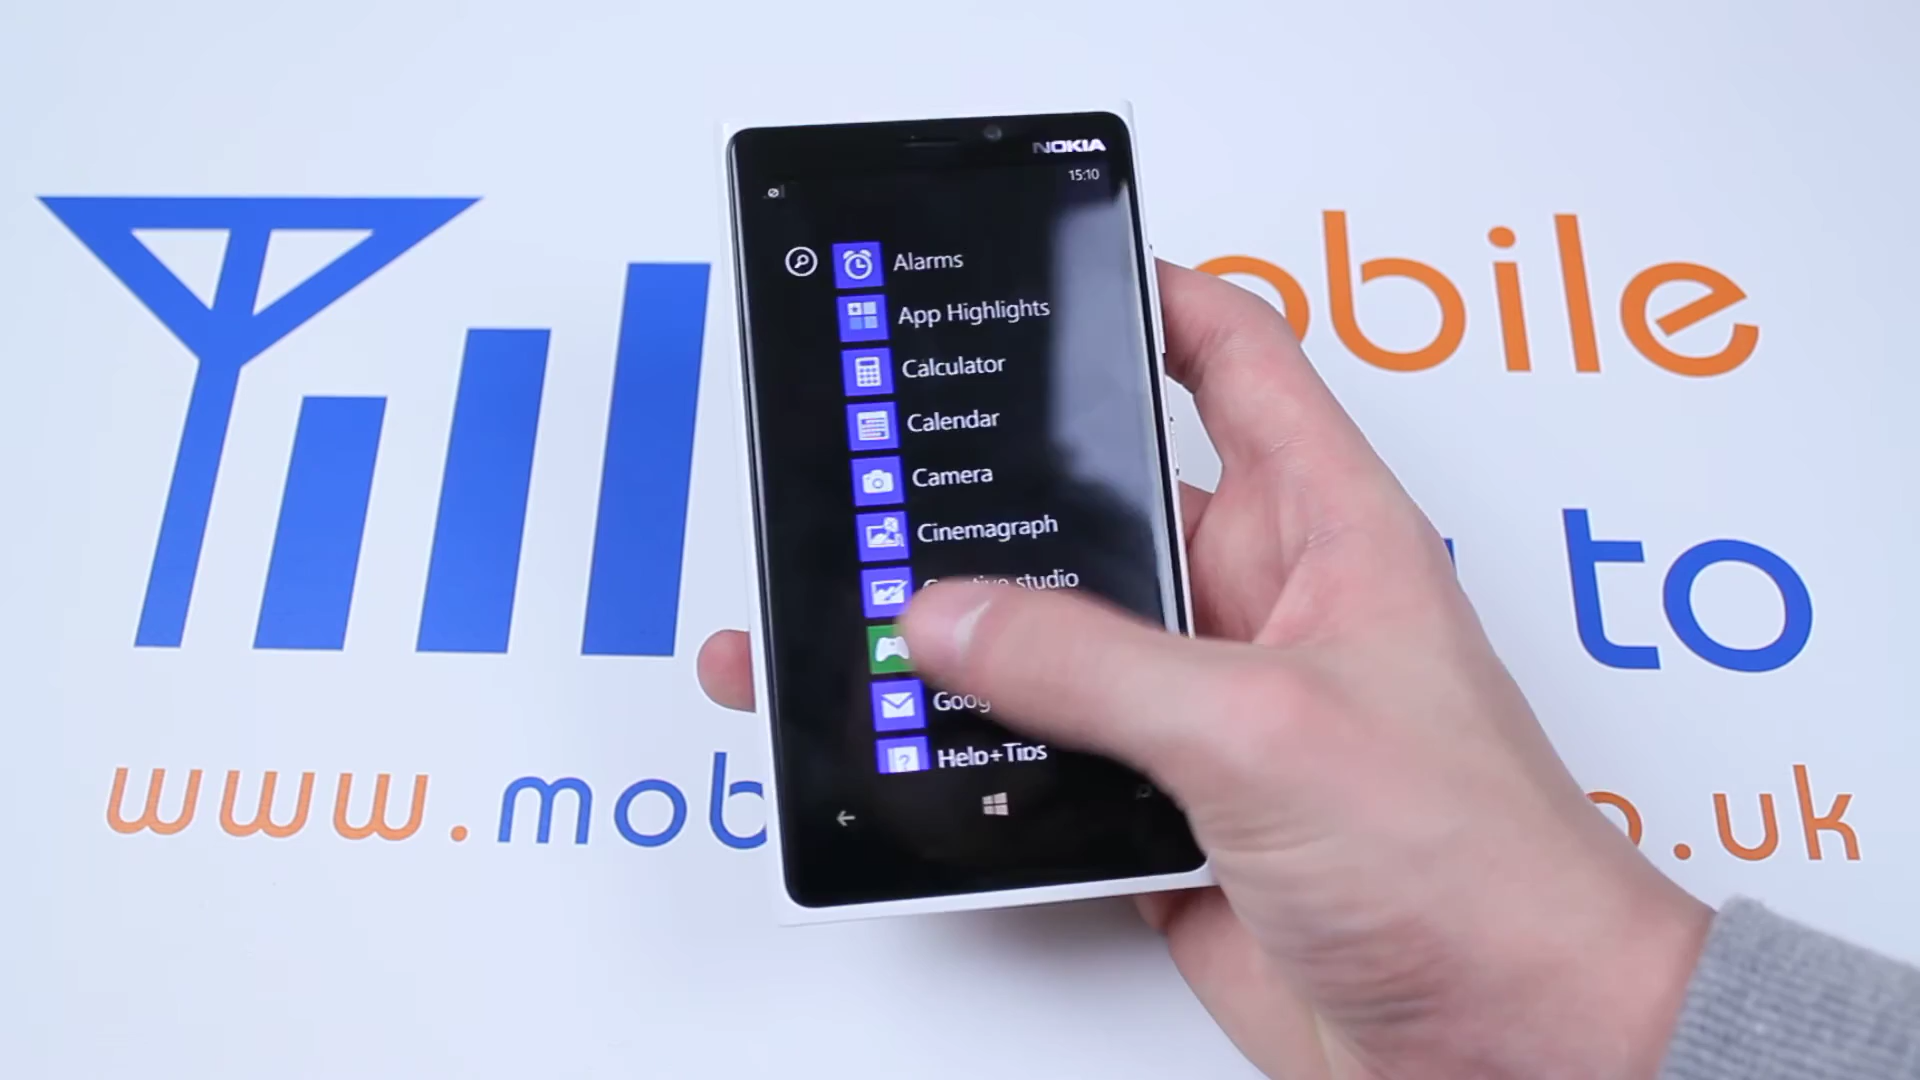 NOKIA
15:10
Alarms
App Highlights
Calculator
Calendar
Camera
Cinemagraph
studio
Help+Tips
obile
to
www.mob
o.uk